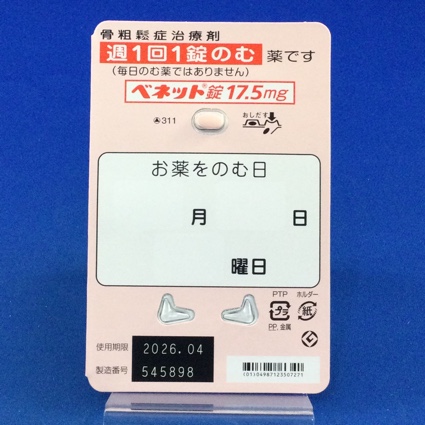 骨粗鬆症治療剤
週1回1錠のむ 薬です
(毎日のむ薬ではありません)
ベネット®錠17.5mg
311
おしだす
お薬をのむ日
月 日
曜日
PTP ホルダー
プラ 紙
PP, 金属
使用期限 2026.04
製造番号 545898
(01)04987123507271